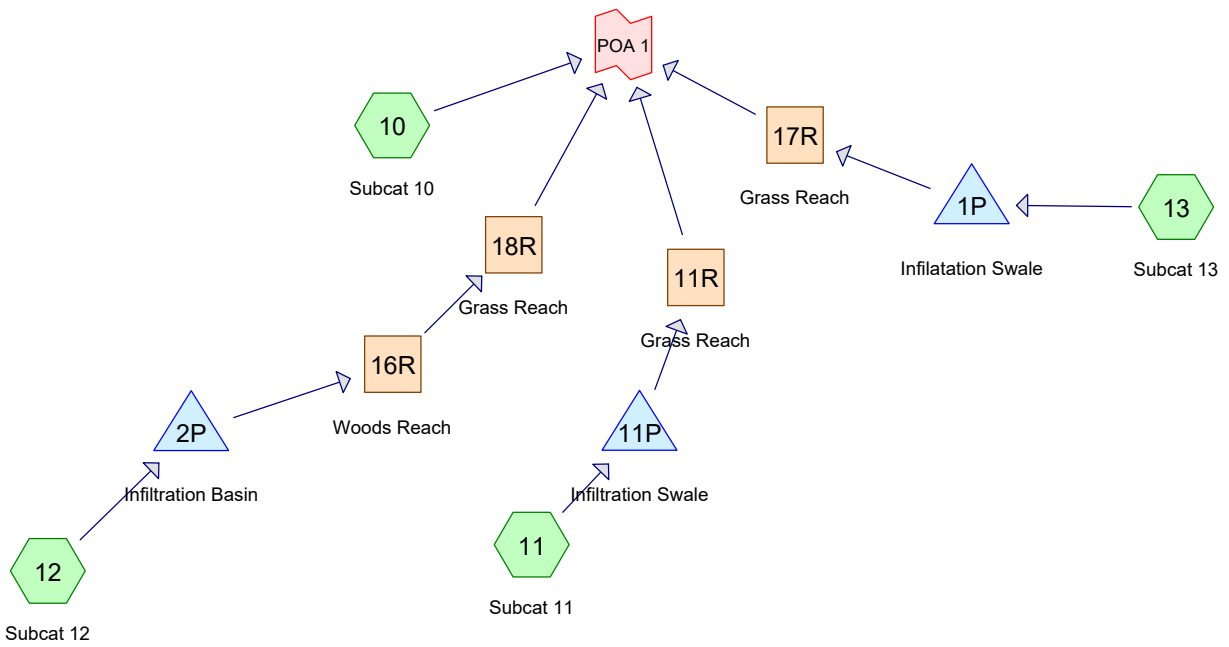 POA 1
10
Subcat 10
17R
Grass Reach
1P
Infilatation Swale
13
Subcat 13
18R
Grass Reach
11R
Grass Reach
16R
Woods Reach
2P
Infiltration Basin
11P
Infiltration Swale
11
Subcat 11
12
Subcat 12